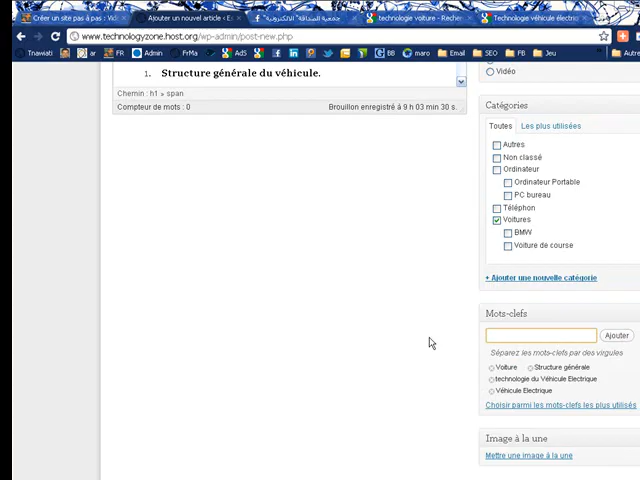 Créer un site pas à pas : Vid
Ajouter un nouvel article ‹ Es
جمعية الصداقة" الالكترونية"
technologie voiture - Recher
Technologie véhicule électri
www.technologyzone.host.org/wp-admin/post-new.php
Tnawiati
ar
FrMa
AdS
BB
maro
Email
SEO
FB
Jeu
1. Structure générale du véhicule.
Chemin : h1 » span
Compteur de mots : 0
Brouillon enregistré à 9 h 03 min 30 s.
Vidéo
Catégories
Toutes Les plus utilisées
Autres
Non classé
Ordinateur
Ordinateur Portable
PC bureau
Téléphon
Voitures
BMW
Voiture de course
+ Ajouter une nouvelle catégorie
Mots-clefs
Ajouter
Séparez les mots-clefs par des virgules
Voiture Structure générale
technologie du Véhicule Electrique
Véhicule Electrique
Choisir parmi les mots-clefs les plus utilisés
Image à la une
Mettre une image à la une